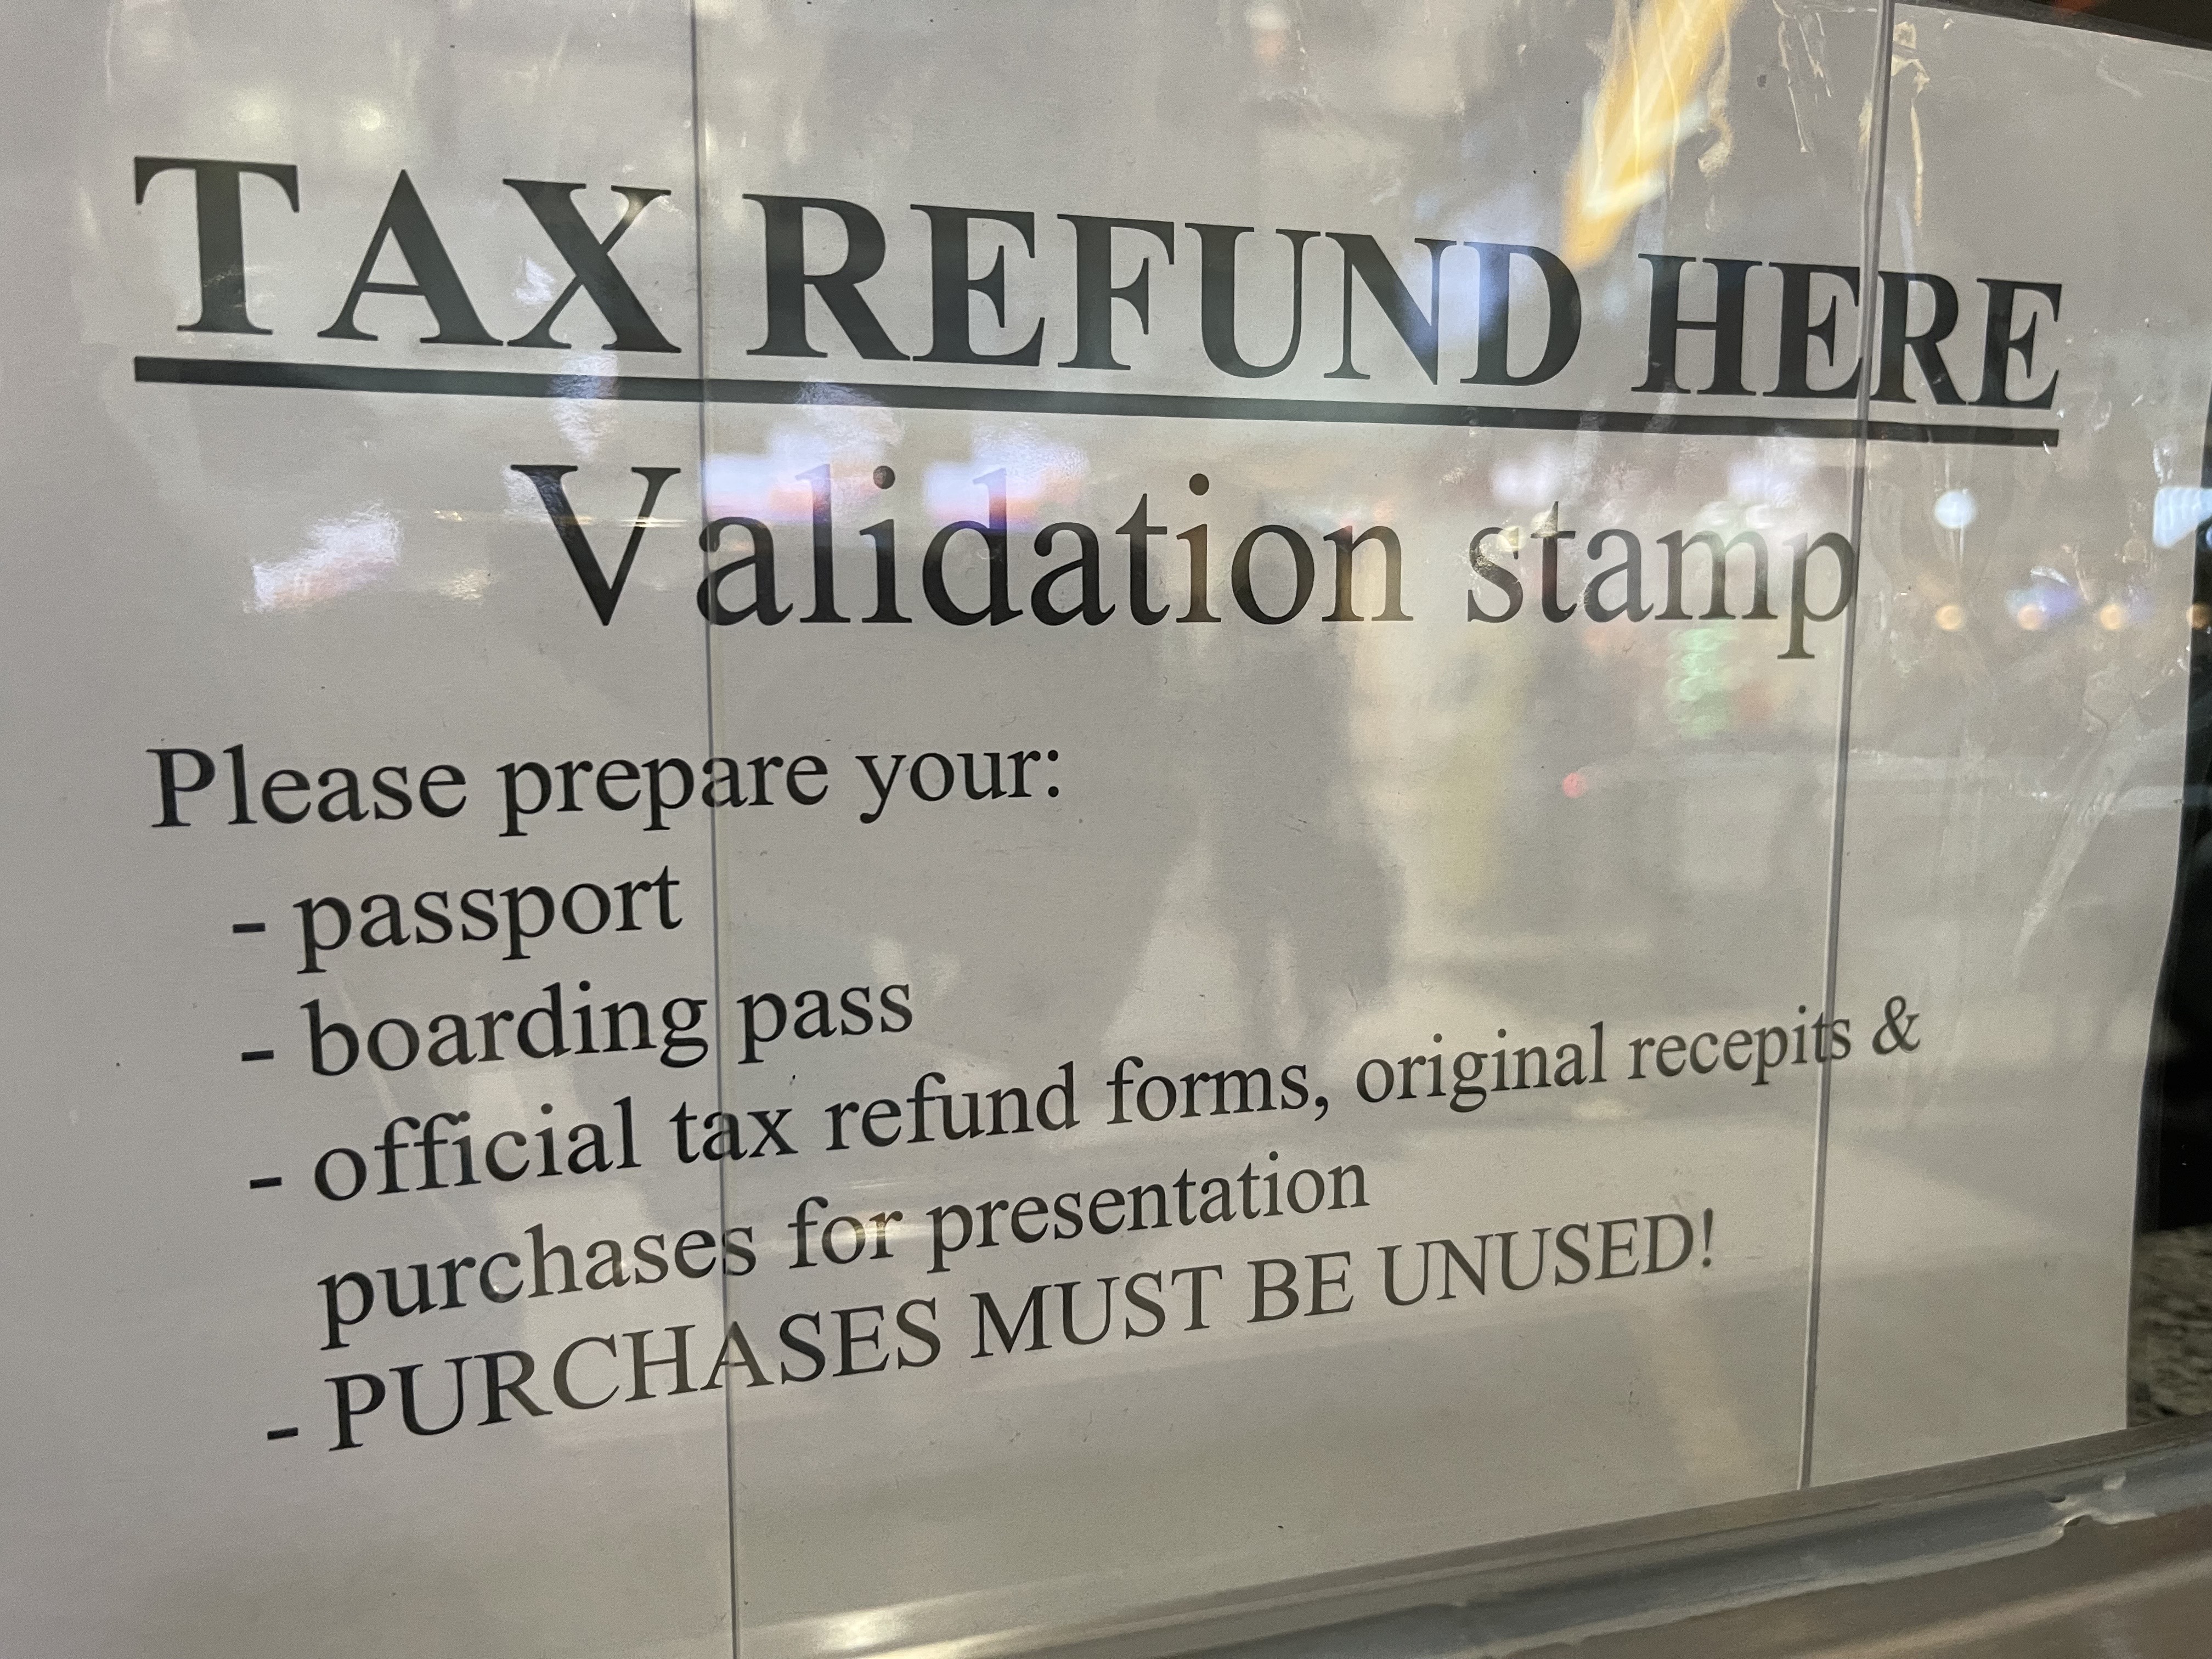 TAX REFUND HERE
Validation stamp
Please prepare your:
- passport
- boarding pass
- official tax refund forms, original recepits &
purchases for presentation
- PURCHASES MUST BE UNUSED!